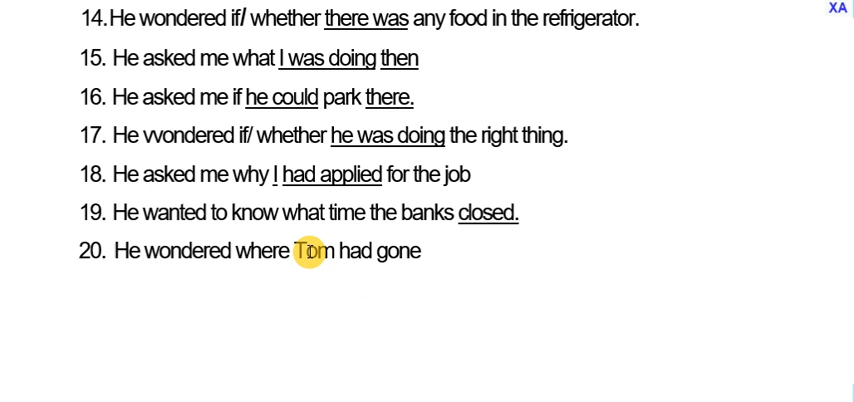 XA
14.He wondered if/ whether there was any food in the refrigerator.
15. He asked me what I was doing then
16. He asked me if he could park there.
17. He wondered if/ whether he was doing the right thing.
18. He asked me why I had applied for the job
19. He wanted to know what time the banks closed.
20. He wondered where Tom had gone